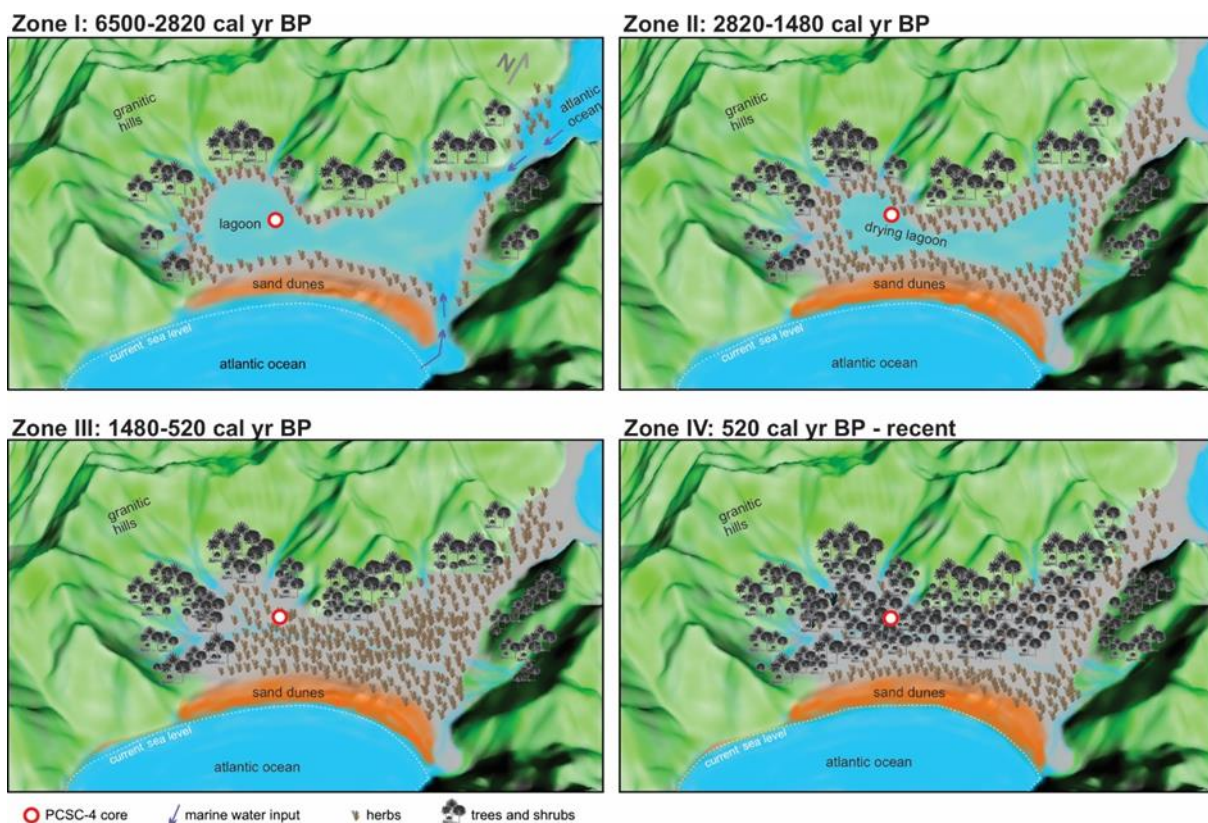 Zone I: 6500-2820 cal yr BP
N
granitic
hills
atlantic
ocean
lagoon
sand dunes
current sea level
atlantic ocean
Zone II: 2820-1480 cal yr BP
granitic
hills
drying lagoon
sand dunes
current sea level
atlantic ocean
Zone III: 1480-520 cal yr BP
granitic
hills
sand dunes
current sea level
atlantic ocean
Zone IV: 520 cal yr BP - recent
granitic
hills
sand dunes
current sea level
atlantic ocean
PCSC-4 core
marine water input
herbs
trees and shrubs